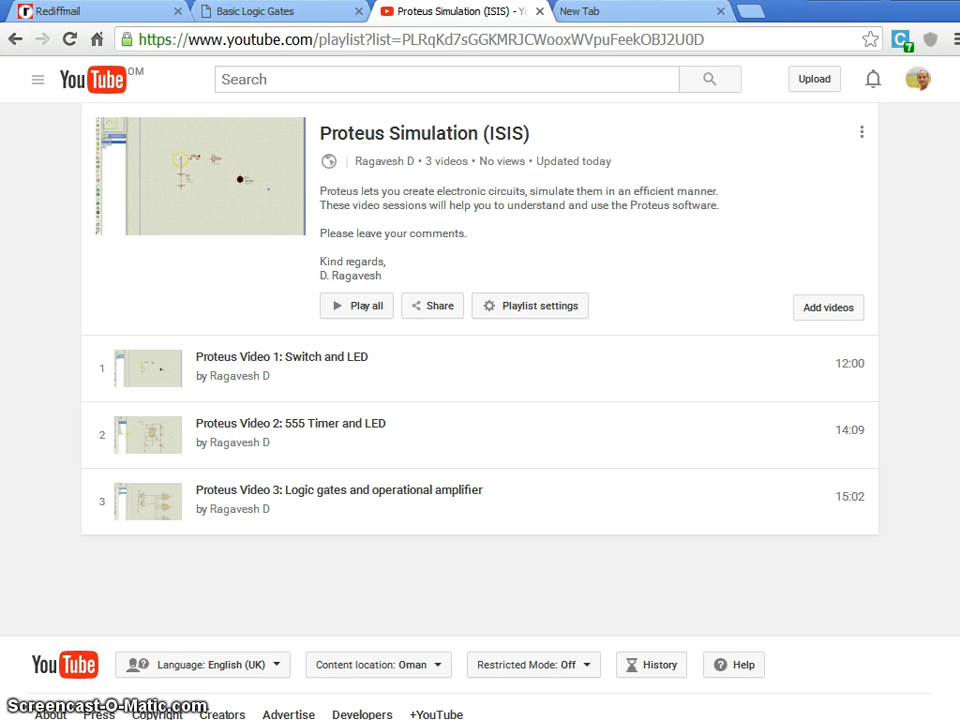 Rediffmail
Basic Logic Gates
Proteus Simulation (ISIS) - Yo
New Tab
https://www.youtube.com/playlist?list=PLRqKd7sGGKMRJCWooxWVpuFeekOBJ2U0D
YouTube OM
Search
Upload
Proteus Simulation (ISIS)
Ragavesh D • 3 videos • No views • Updated today
Proteus lets you create electronic circuits, simulate them in an efficient manner.
These video sessions will help you to understand and use the Proteus software.
Please leave your comments.
Kind regards,
D. Ragavesh
Play all
Share
Playlist settings
Add videos
1 Proteus Video 1: Switch and LED 12:00
by Ragavesh D
2 Proteus Video 2: 555 Timer and LED 14:09
by Ragavesh D
3 Proteus Video 3: Logic gates and operational amplifier 15:02
by Ragavesh D
YouTube
Language: English (UK)
Content location: Oman
Restricted Mode: Off
History
Help
Screencast-O-Matic.com
About Press Copyright Creators Advertise Developers +YouTube